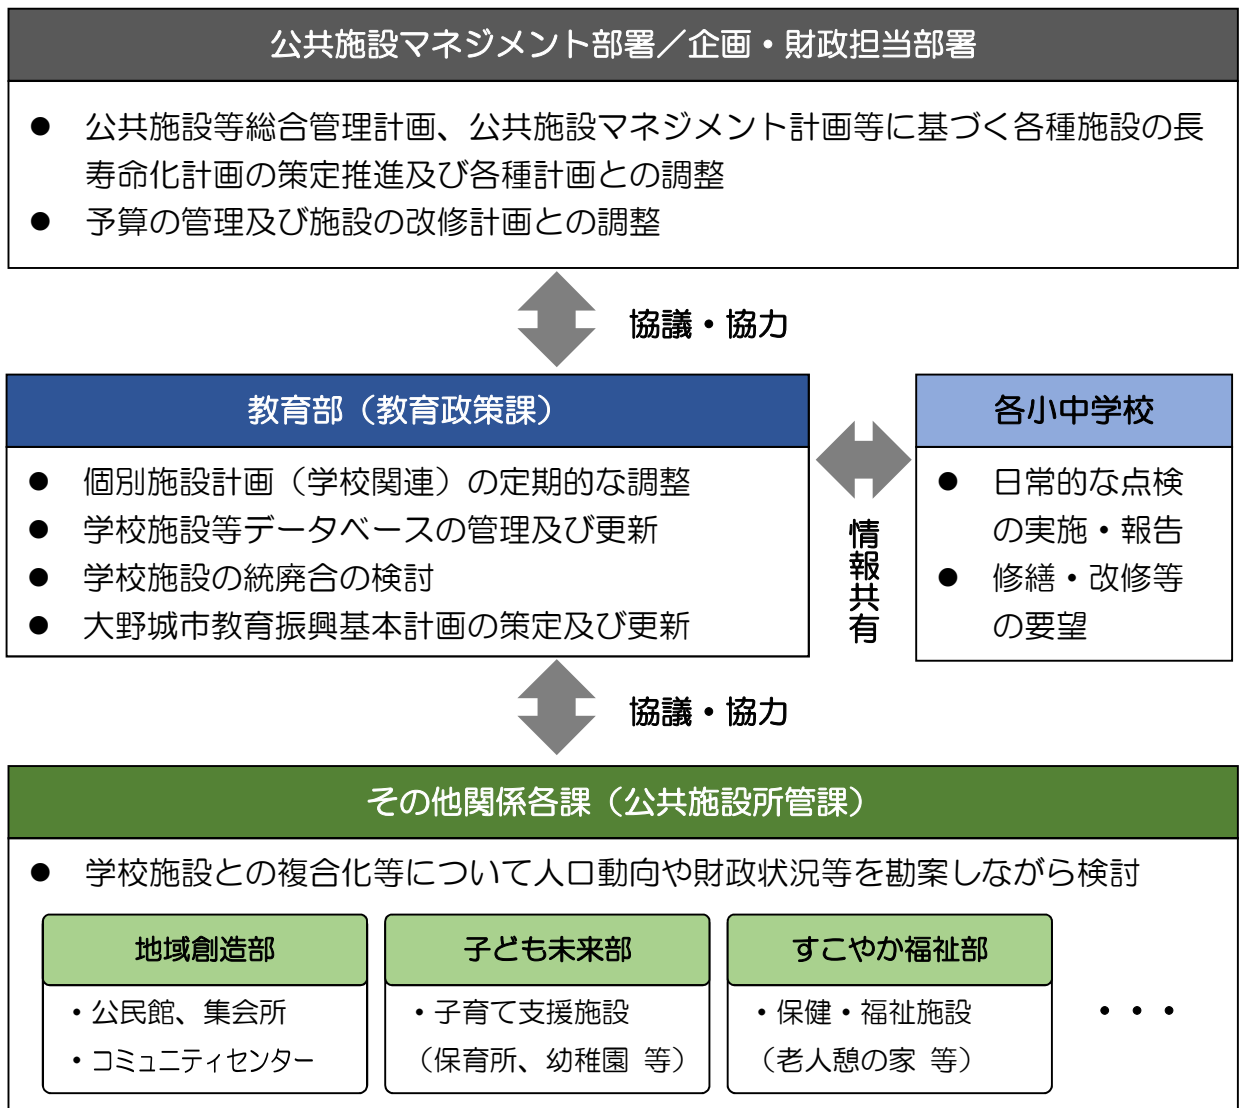 公共施設マネジメント部署／企画・財政担当部署
● 公共施設等総合管理計画、公共施設マネジメント計画等に基づく各種施設の長
寿命化計画の策定推進及び各種計画との調整
● 予算の管理及び施設の改修計画との調整
協議・協力
教育部（教育政策課）
● 個別施設計画（学校関連）の定期的な調整
● 学校施設等データベースの管理及び更新
● 学校施設の統廃合の検討
● 大野城市教育振興基本計画の策定及び更新
情報共有
各小中学校
● 日常的な点検
の実施・報告
● 修繕・改修等
の要望
協議・協力
その他関係各課（公共施設所管課）
● 学校施設との複合化等について人口動向や財政状況等を勘案しながら検討
地域創造部
・公民館、集会所
・コミュニティセンター
子ども未来部
・子育て支援施設
（保育所、幼稚園 等）
すこやか福祉部
・保健・福祉施設
（老人憩の家 等）
・・・